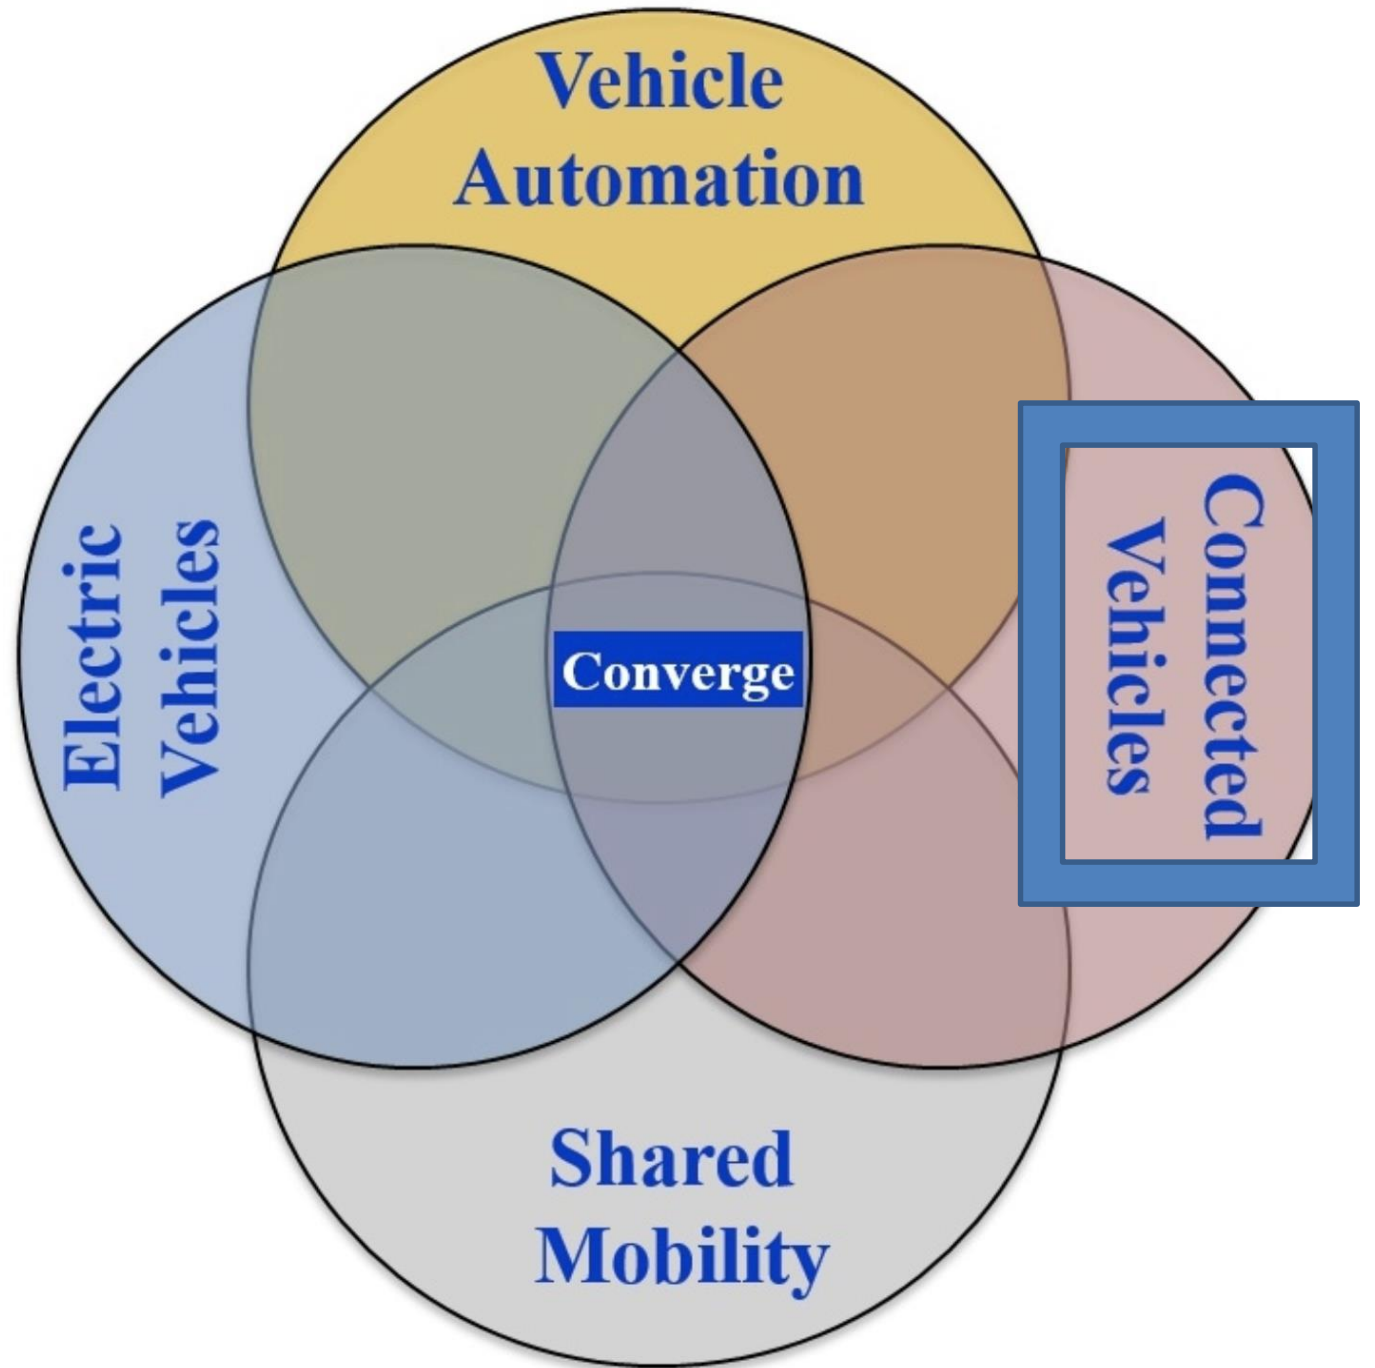 Vehicle
Automation
Electric
Vehicles
Converge
Connected
Vehicles
Shared
Mobility